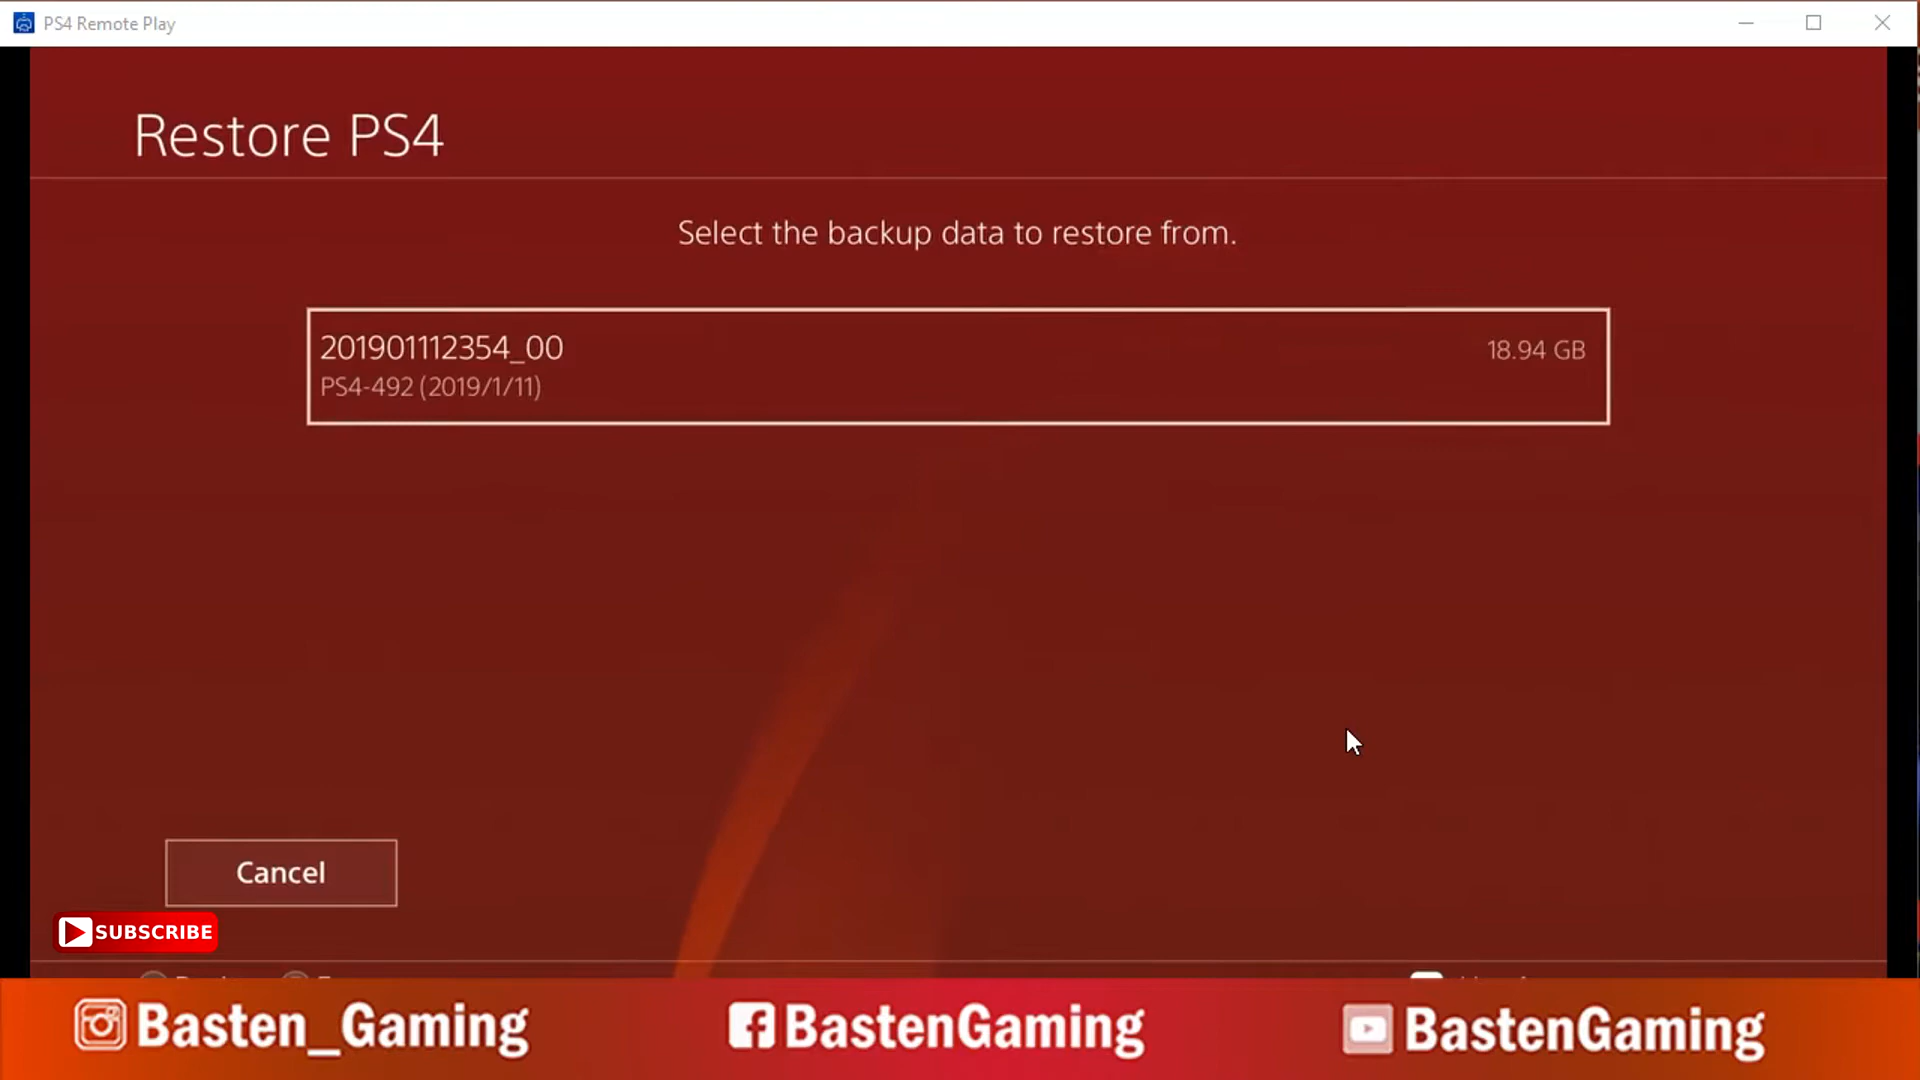 PS4 Remote Play
Restore PS4
Select the backup data to restore from.
201901112354_00
18.94 GB
PS4-492 (2019/1/11)
Cancel
SUBSCRIBE
Basten_Gaming
BastenGaming
BastenGaming